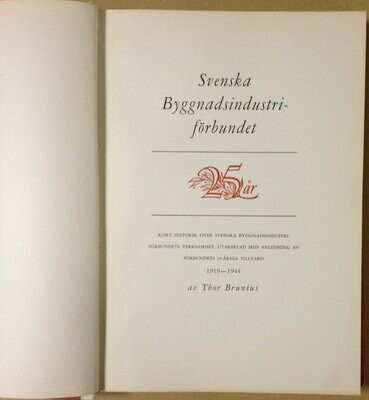 Svenska
Byggnadsindustri-
förbundet
25 år
KORT HISTORIK ÖVER SVENSKA BYGGNADSINDUSTRI-
FÖRBUNDETS VERKSAMHET, UTARBETAD MED ANLEDNING AV
FÖRBUNDETS 25-ÅRIGA TILLVARO
1919—1944
av Thor Brunius